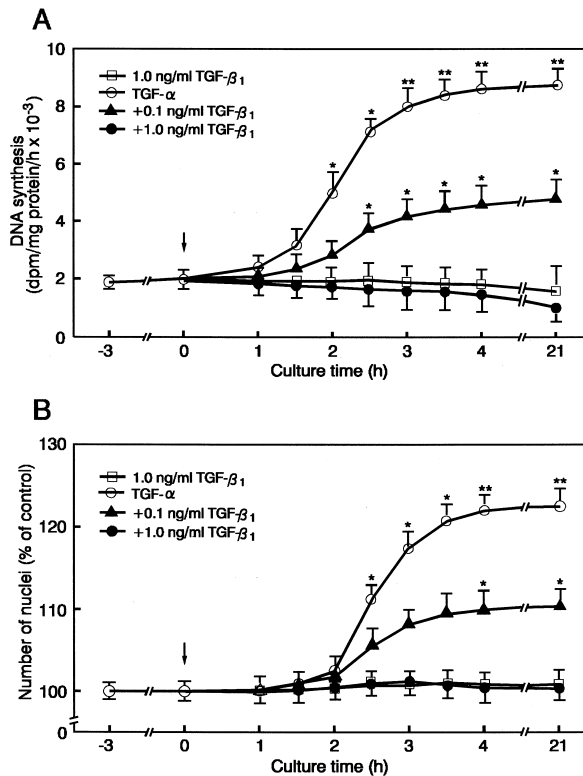 A
10
8
6
4
2
0
DNA synthesis
(dpm/mg protein/h x 10⁻³)
1.0 ng/ml TGF-β₁
TGF-α
+0.1 ng/ml TGF-β₁
+1.0 ng/ml TGF-β₁
* * ** ** ** **
* * * * *
-3 0 1 2 3 4 21
Culture time (h)
B
130
120
110
100
0
Number of nuclei (% of control)
1.0 ng/ml TGF-β₁
TGF-α
+0.1 ng/ml TGF-β₁
+1.0 ng/ml TGF-β₁
* * * ** **
* *
-3 0 1 2 3 4 21
Culture time (h)